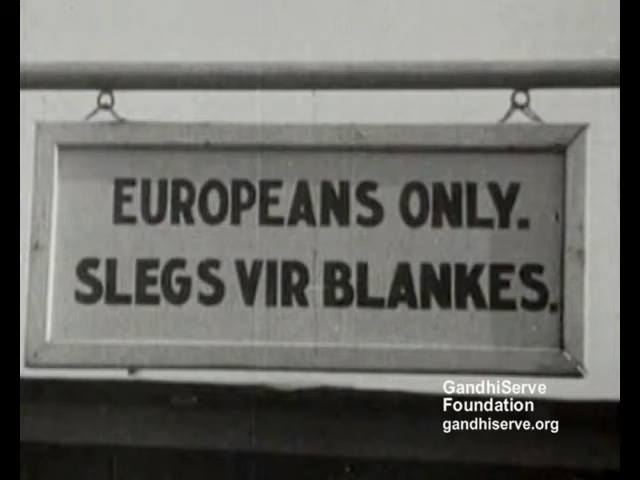 EUROPEANS ONLY.
SLEGS VIR BLANKES.
GandhiServe
Foundation
gandhiserve.org